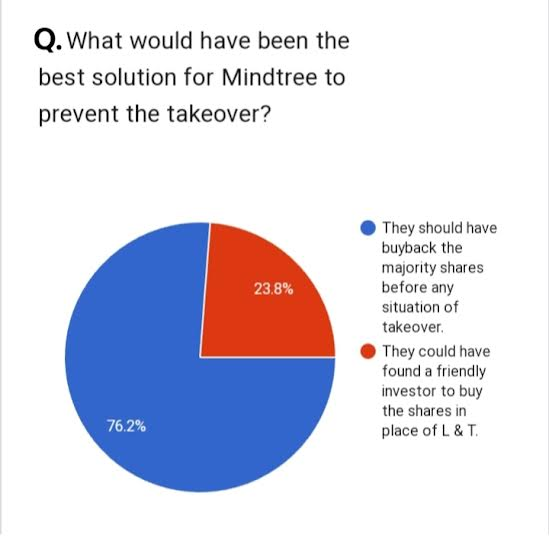 Q. What would have been the
best solution for Mindtree to
prevent the takeover?
They should have
buyback the
majority shares
before any
situation of
takeover.
They could have
found a friendly
investor to buy
the shares in
place of L & T.
23.8%
76.2%